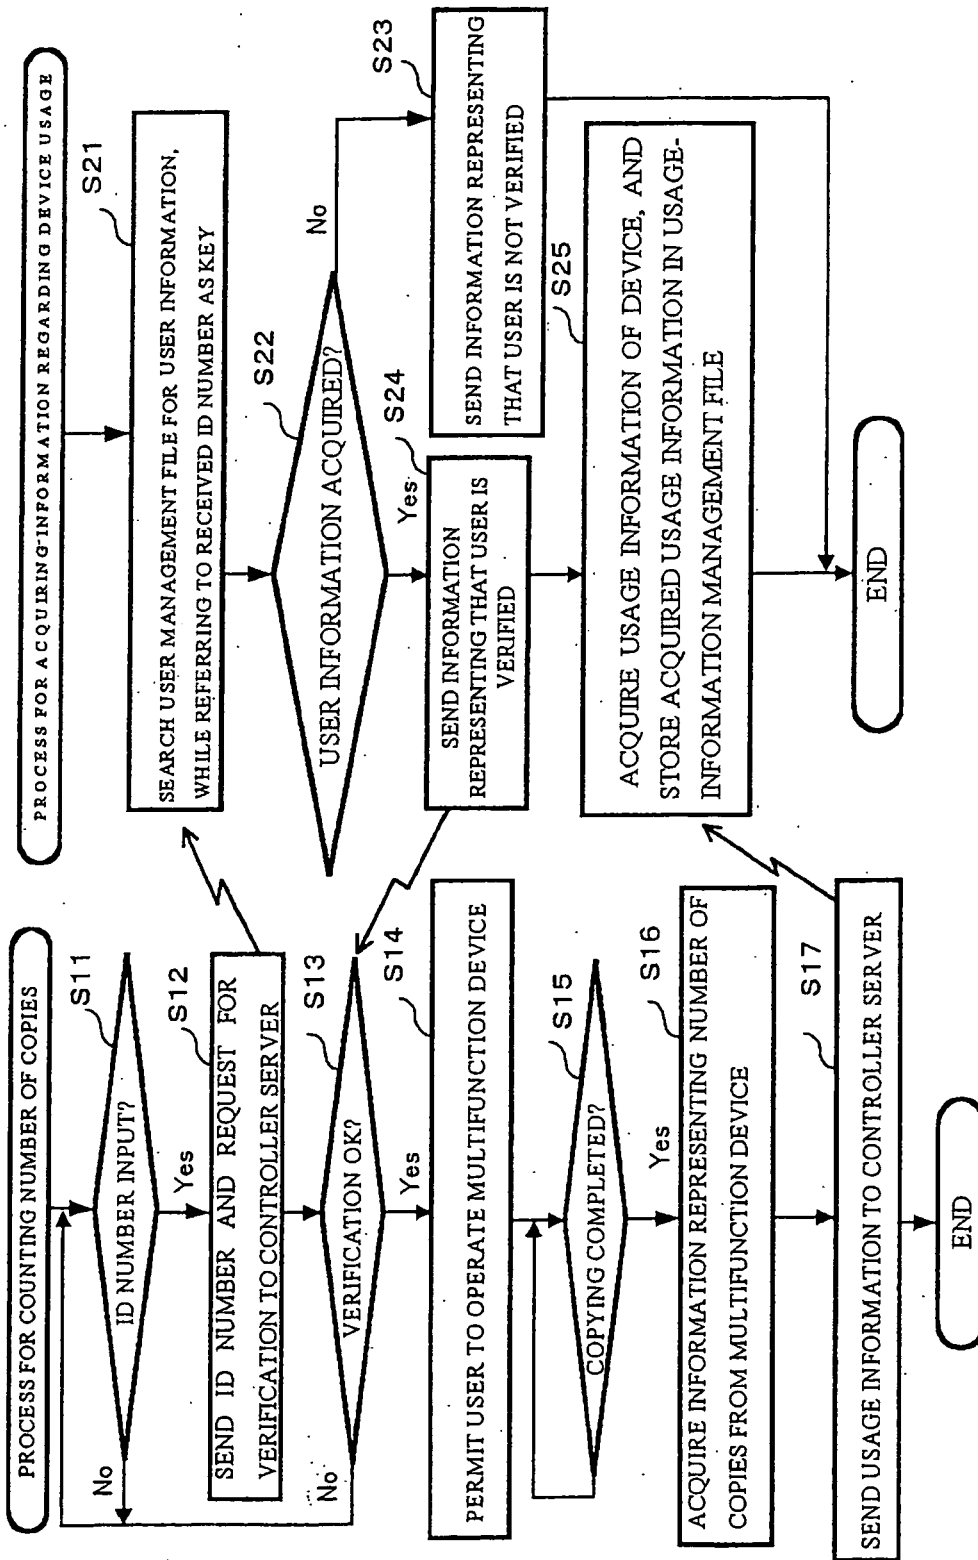 PROCESS FOR COUNTING NUMBER OF COPIES
S11
ID NUMBER INPUT?
No
Yes
S12
SEND ID NUMBER AND REQUEST FOR
VERIFICATION TO CONTROLLER SERVER
S13
VERIFICATION OK?
No
Yes
S14
PERMIT USER TO OPERATE MULTIFUNCTION DEVICE
S15
COPYING COMPLETED?
Yes
S16
ACQUIRE INFORMATION REPRESENTING NUMBER OF
COPIES FROM MULTIFUNCTION DEVICE
S17
SEND USAGE INFORMATION TO CONTROLLER SERVER
END
PROCESS FOR ACQUIRING INFORMATION REGARDING DEVICE USAGE
S21
SEARCH USER MANAGEMENT FILE FOR USER INFORMATION,
WHILE REFERRING TO RECEIVED ID NUMBER AS KEY
S22
USER INFORMATION ACQUIRED?
No
Yes
S23
SEND INFORMATION REPRESENTING
THAT USER IS NOT VERIFIED
S24
SEND INFORMATION
REPRESENTING THAT USER IS
VERIFIED
S25
ACQUIRE USAGE INFORMATION OF DEVICE, AND
STORE ACQUIRED USAGE INFORMATION IN USAGE-
INFORMATION MANAGEMENT FILE
END